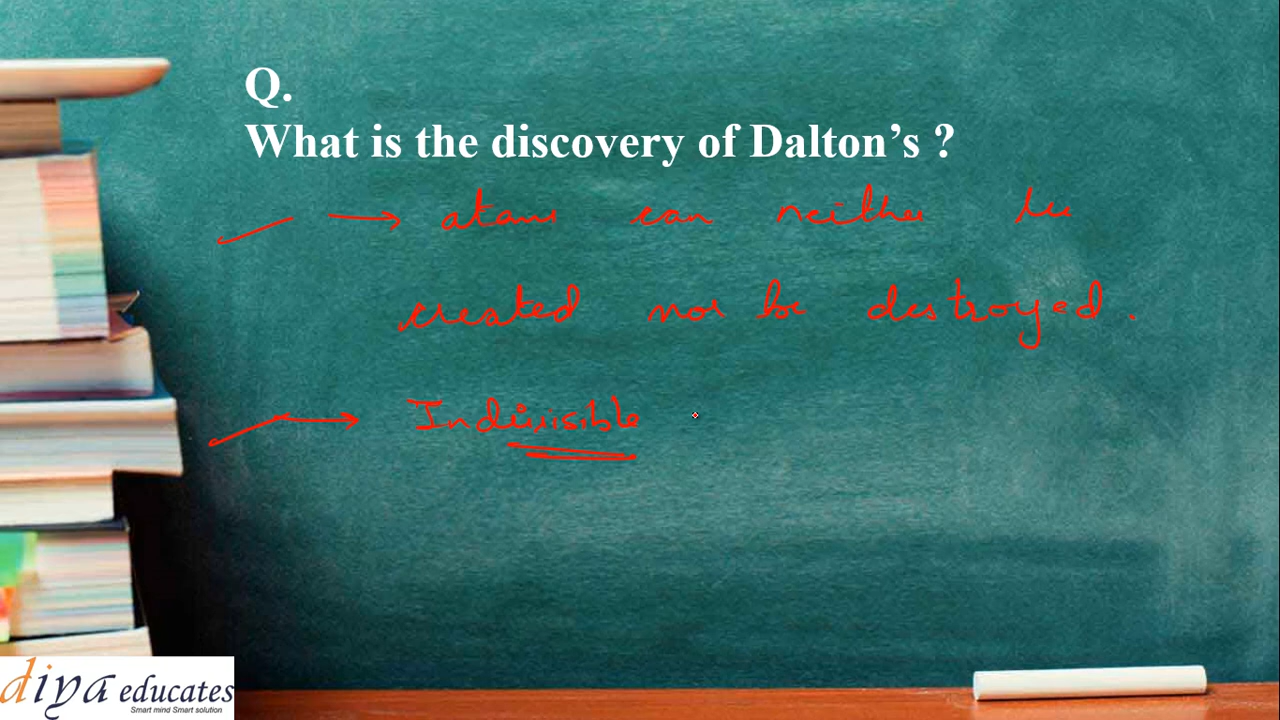 Q.
What is the discovery of Dalton's ?
→ atoms can neither be
created nor be destroyed.
→ Indivisible
diya educates
Smart mind Smart solution